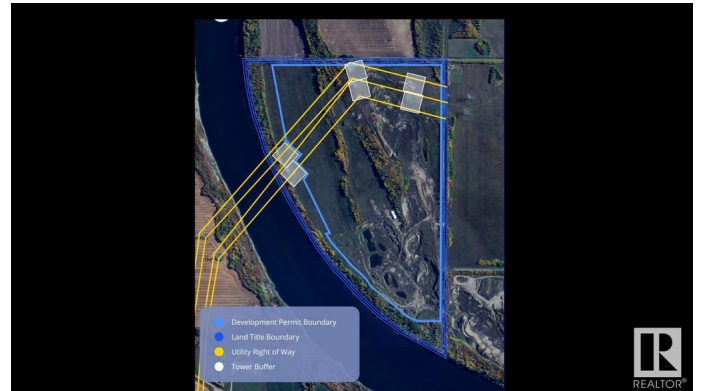 Development Permit Boundary
Land Title Boundary
Utility Right of Way
Tower Buffer
REALTOR®